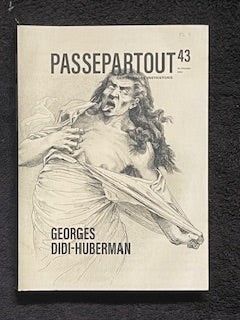 PASSEPARTOUT 43
GEORGES
DIDI-HUBERMAN